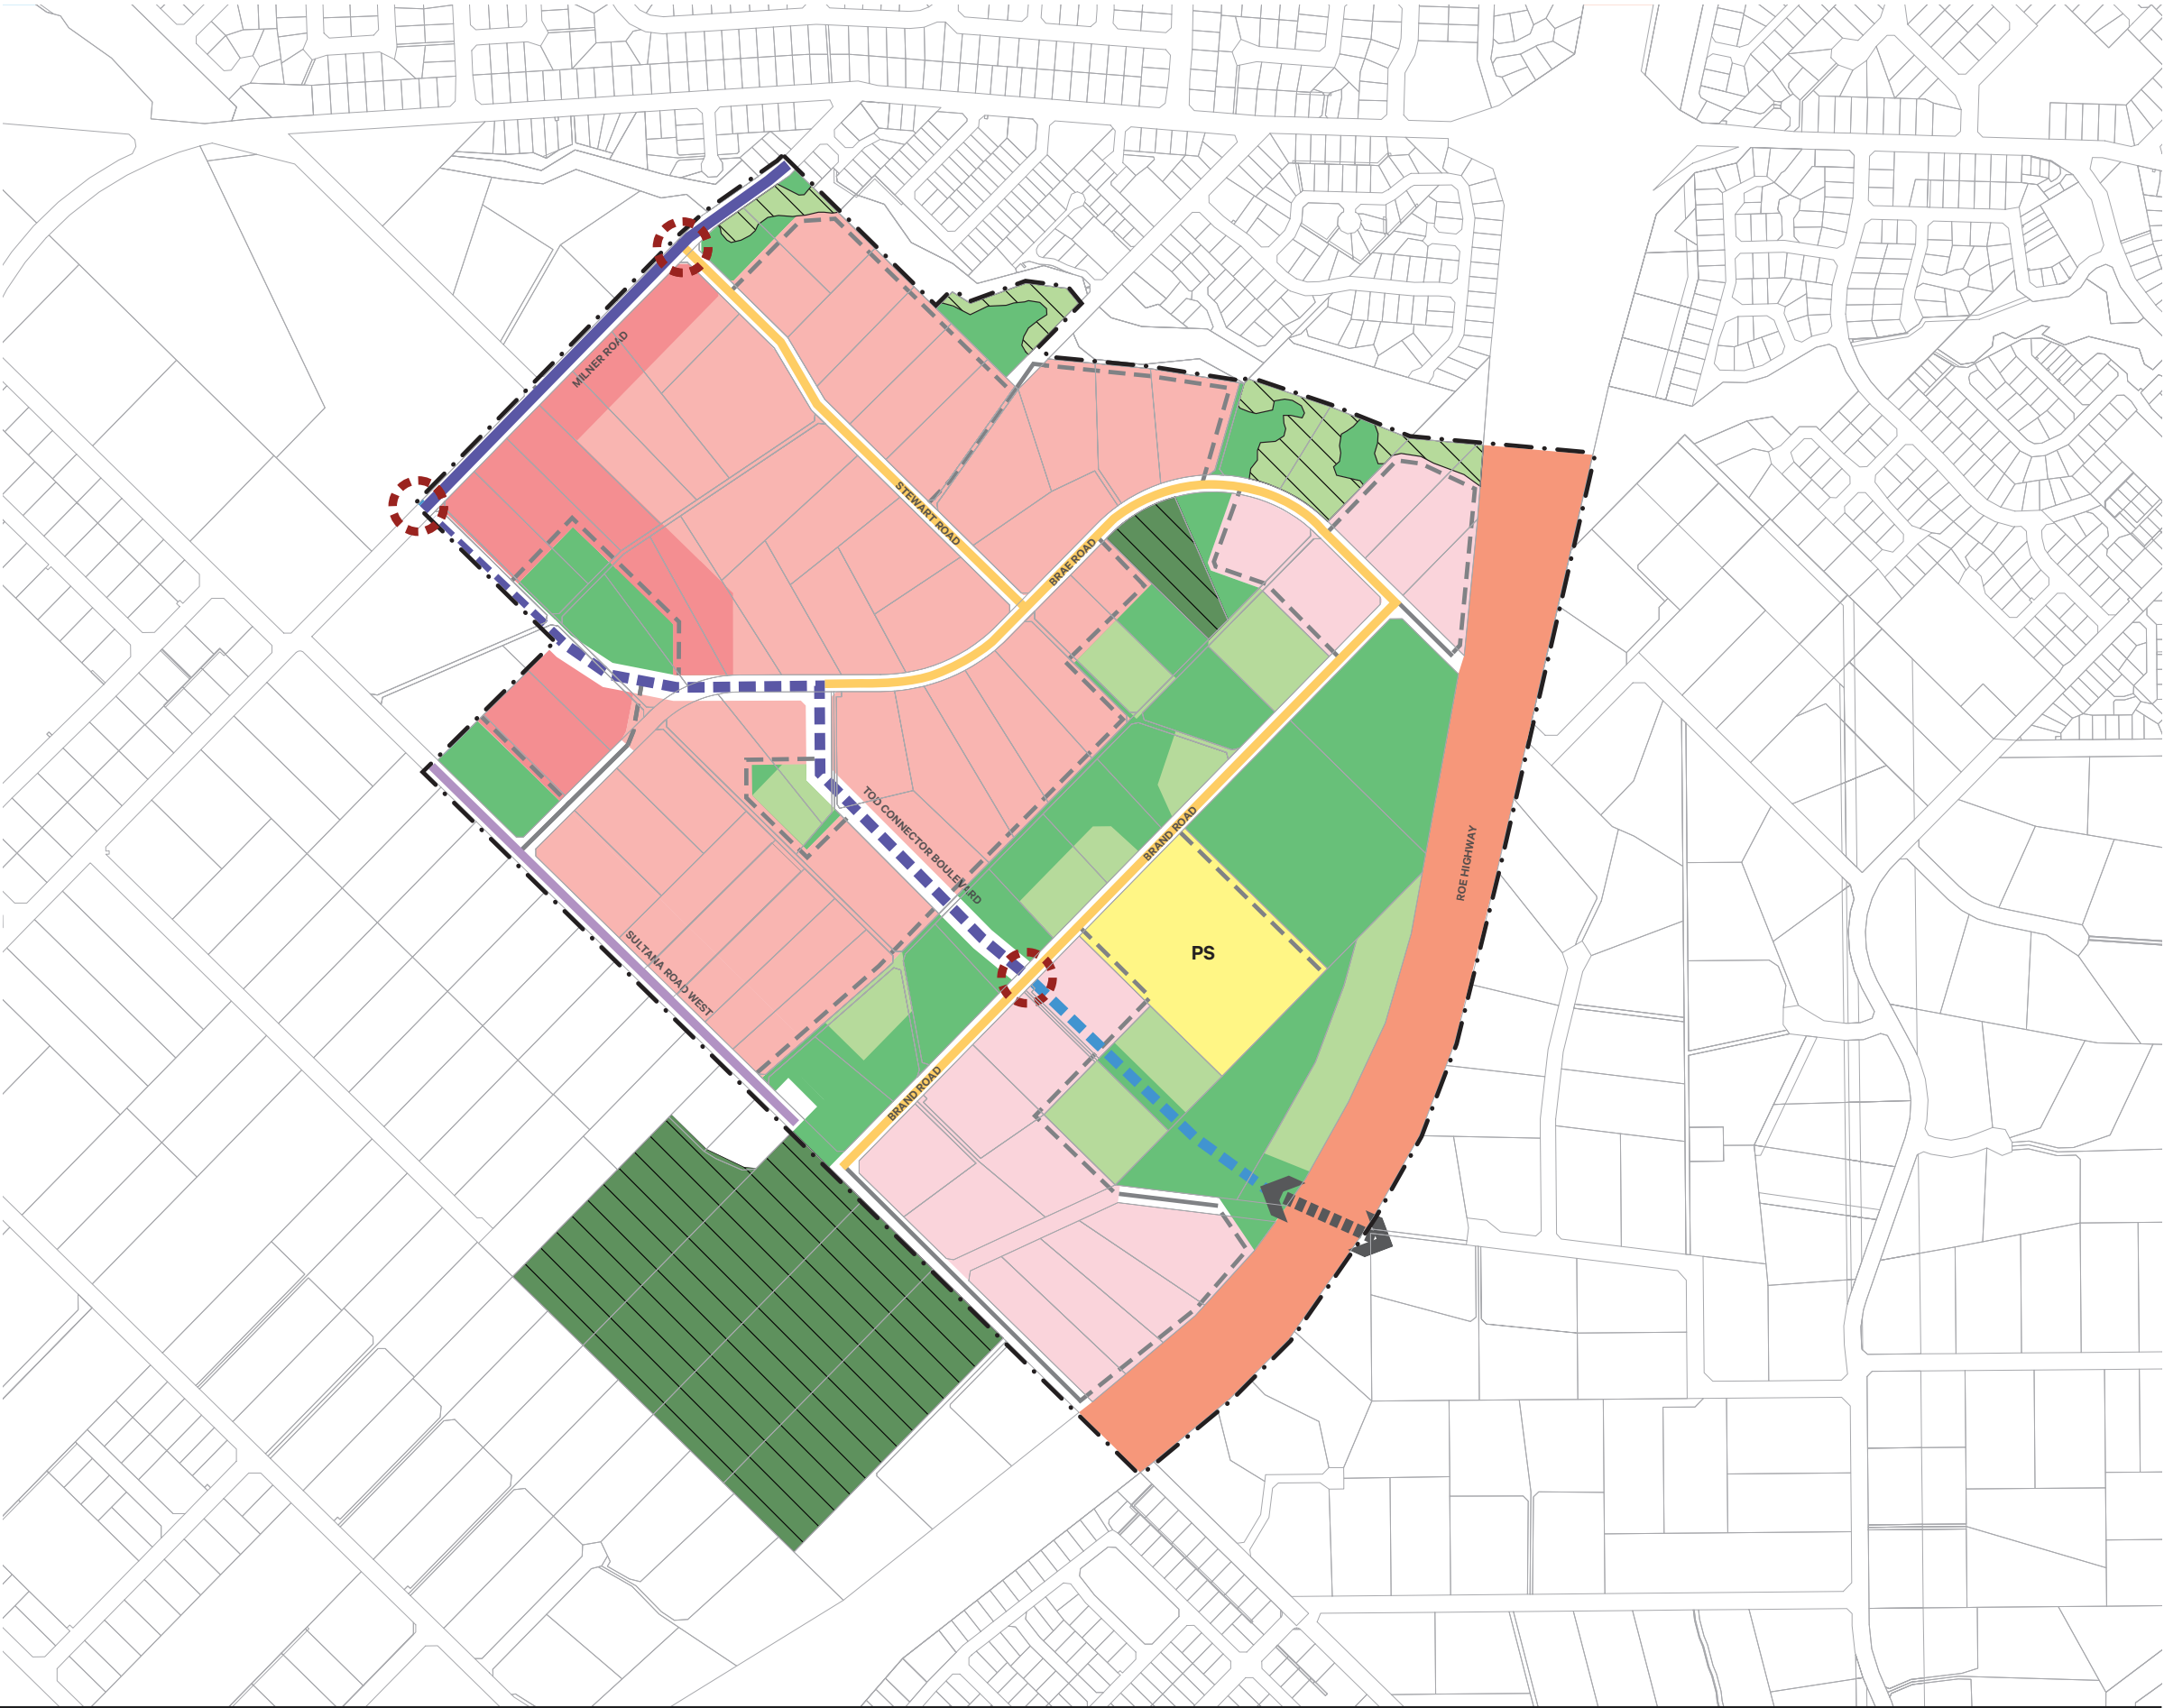 MILNER ROAD
STEWART ROAD
BRAE ROAD
TOD CONNECTOR BOULEVARD
BRAND ROAD
ROE HIGHWAY
PS
SULTANA ROAD WEST
BRAND ROAD